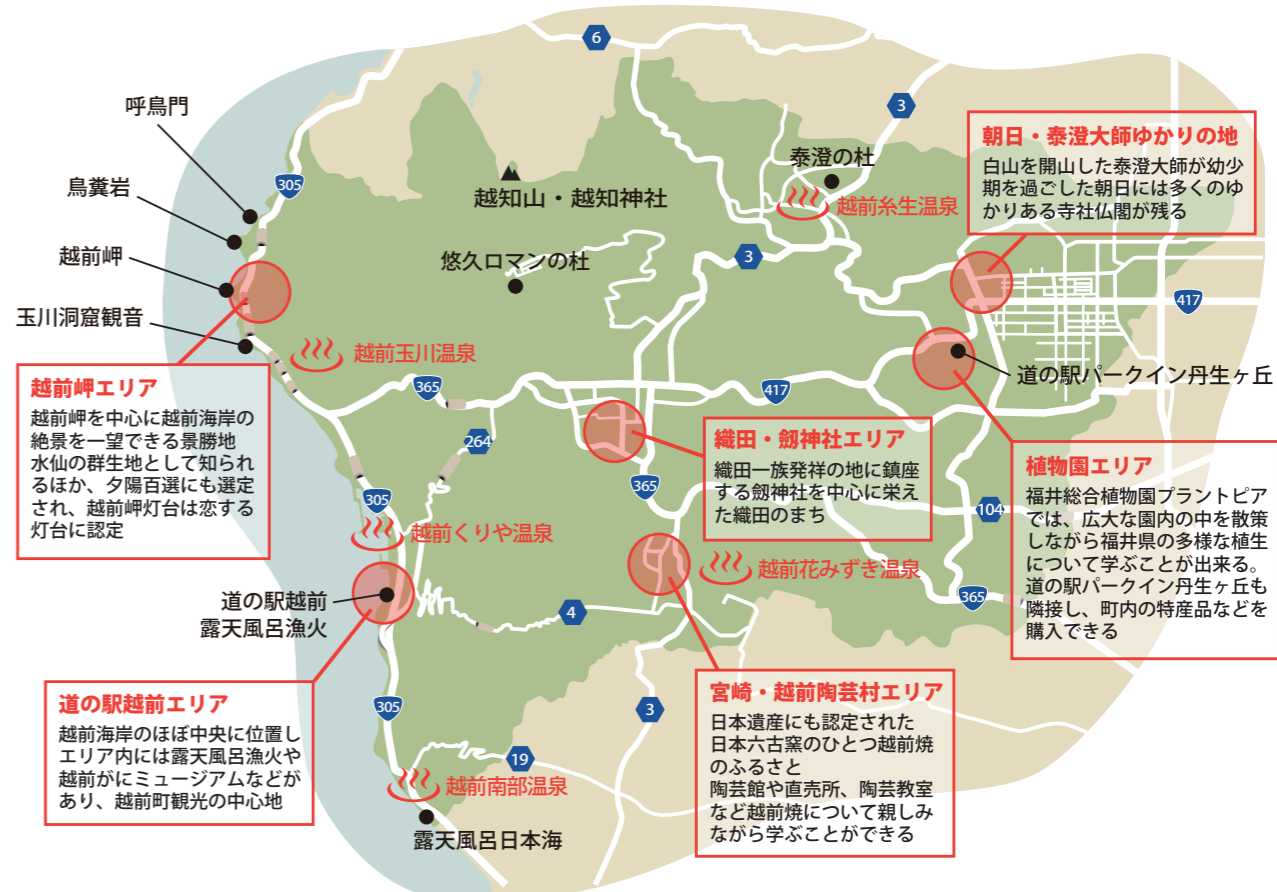 6
呼鳥門
3
朝日・泰澄大師ゆかりの地
白山を開山した泰澄大師が幼少
期を過ごした朝日には多くのゆ
かりある寺社仏閣が残る
泰澄の杜
305
鳥糞岩
越知山・越知神社
越前糸生温泉
越前岬
悠久ロマンの杜
3
417
玉川洞窟観音
越前玉川温泉
道の駅パークイン丹生ヶ丘
365
417
越前岬エリア
越前岬を中心に越前海岸の
絶景を一望できる景勝地
水仙の群生地として知られ
るほか、夕陽百選にも選定
され、越前岬灯台は恋する
灯台に認定
264
織田・劔神社エリア
織田一族発祥の地に鎮座
する劔神社を中心に栄え
た織田のまち
植物園エリア
福井総合植物園プラントピア
では、広大な園内の中を散策
しながら福井県の多様な植生
について学ぶことが出来る。
道の駅パークイン丹生ヶ丘も
隣接し、町内の特産品などを
購入できる
365
305
104
越前くりや温泉
越前花みずき温泉
365
道の駅越前
露天風呂漁火
4
道の駅越前エリア
越前海岸のほぼ中央に位置し
エリア内には露天風呂漁火や
越前がにミュージアムなどが
あり、越前町観光の中心地
305
3
宮崎・越前陶芸村エリア
日本遺産にも認定された
日本六古窯のひとつ越前焼
のふるさと
陶芸館や直売所、陶芸教室
など越前焼について親しみ
ながら学ぶことができる
19
越前南部温泉
露天風呂日本海